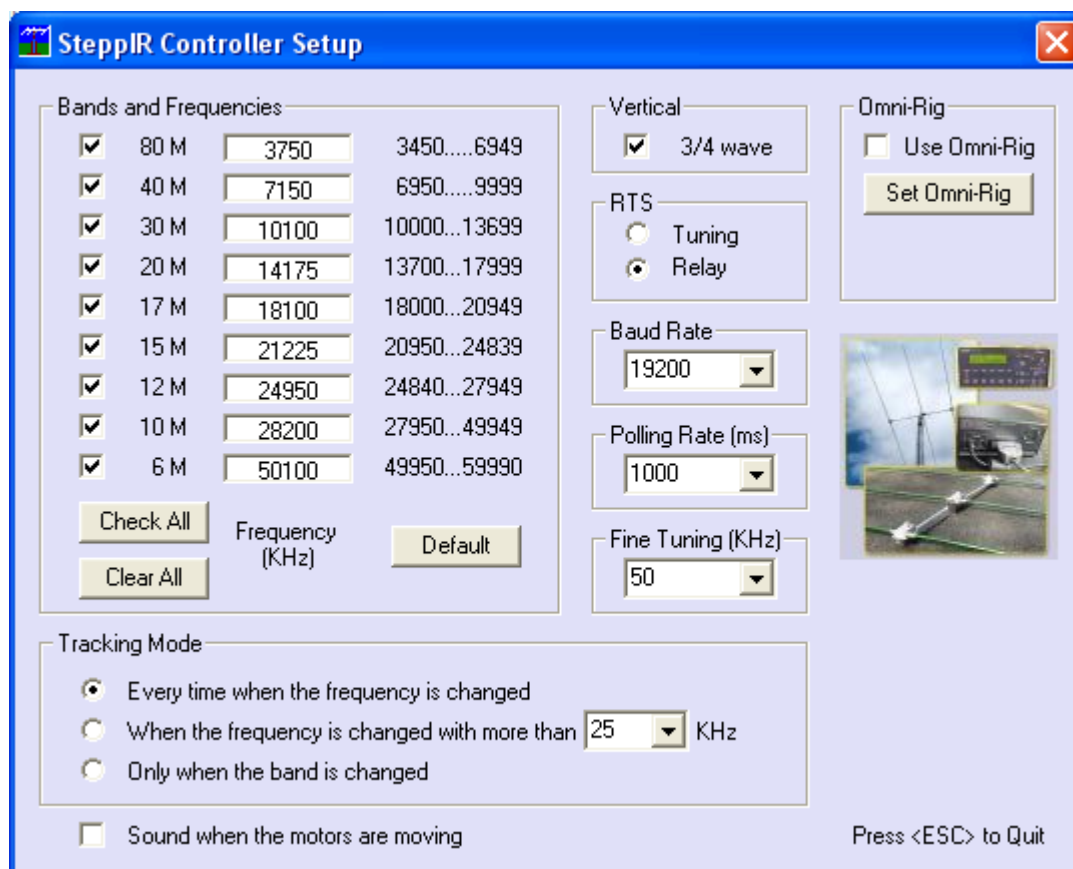 SteppIR Controller Setup
Bands and Frequencies
80 M 3750 3450.....6949
40 M 7150 6950.....9999
30 M 10100 10000...13699
20 M 14175 13700...17999
17 M 18100 18000...20949
15 M 21225 20950...24839
12 M 24950 24840...27949
10 M 28200 27950...49949
6 M 50100 49950...59990
Check All
Clear All
Frequency
(KHz)
Default
Vertical
3/4 wave
RTS
Tuning
Relay
Baud Rate
19200
Polling Rate (ms)
1000
Fine Tuning (KHz)
50
Omni-Rig
Use Omni-Rig
Set Omni-Rig
Tracking Mode
Every time when the frequency is changed
When the frequency is changed with more than 25 KHz
Only when the band is changed
Sound when the motors are moving
Press <ESC> to Quit